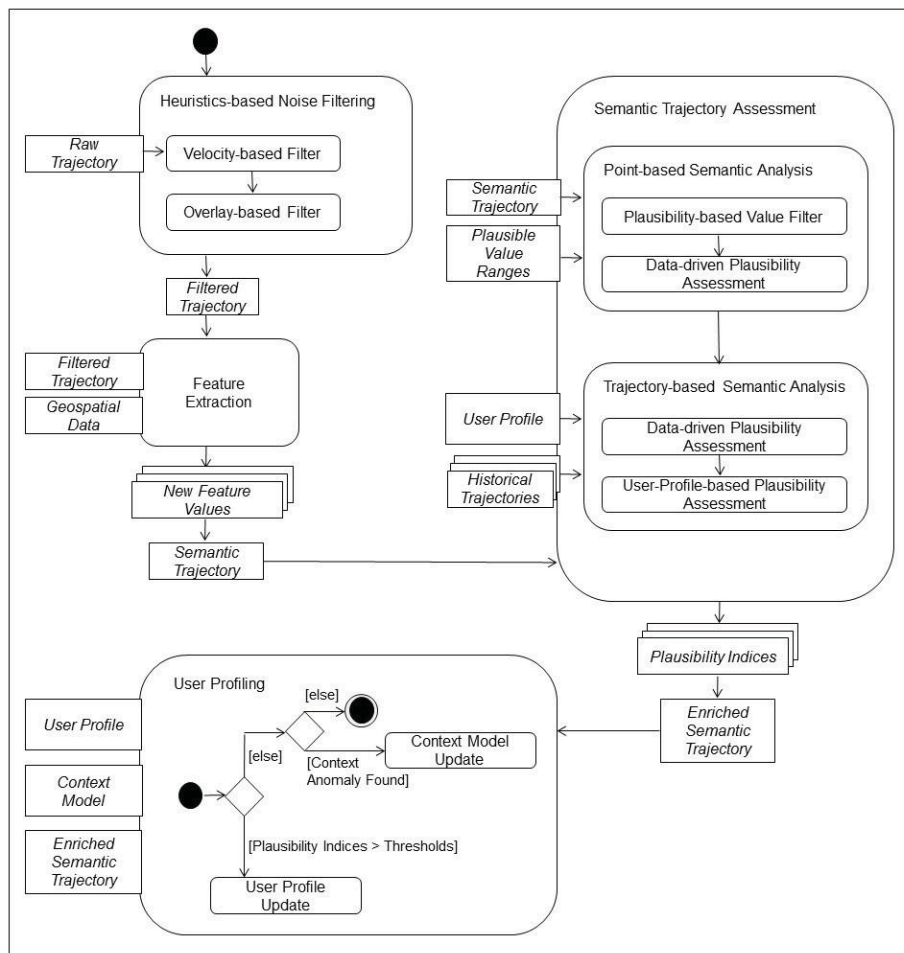 Heuristics-based Noise Filtering
Raw
Trajectory
Velocity-based Filter
Overlay-based Filter
Filtered
Trajectory
Filtered
Trajectory
Geospatial
Data
Feature
Extraction
New Feature
Values
Semantic
Trajectory
Semantic Trajectory Assessment
Point-based Semantic Analysis
Semantic
Trajectory
Plausible
Value
Ranges
Plausibility-based Value Filter
Data-driven Plausibility
Assessment
Trajectory-based Semantic Analysis
User Profile
Historical
Trajectories
Data-driven Plausibility
Assessment
User-Profile-based Plausibility
Assessment
Plausibility Indices
Enriched
Semantic
Trajectory
User Profiling
User Profile
Context
Model
Enriched
Semantic
Trajectory
[else]
[else]
[Context
Anomaly Found]
Context Model
Update
[Plausibility Indices > Thresholds]
User Profile
Update